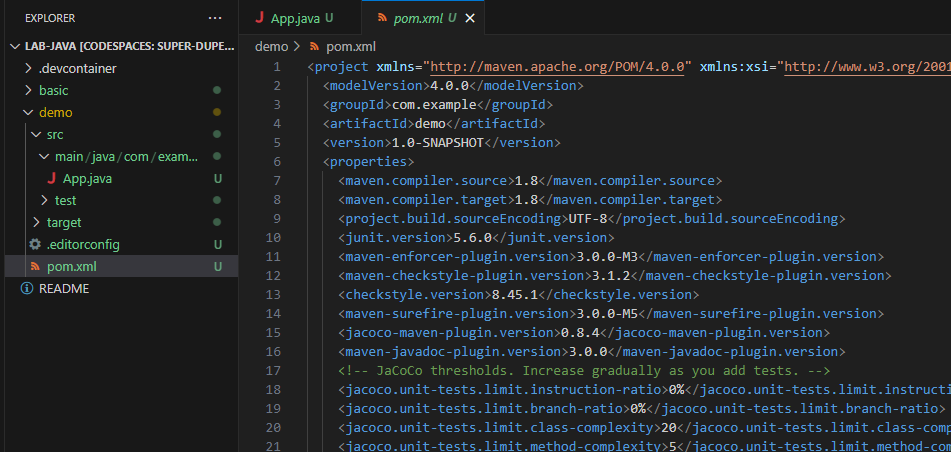 EXPLORER
···
LAB-JAVA [CODESPACES: SUPER-DUPE...
.devcontainer
basic
demo
src
main/java/com/exam...
App.java U
test
target
.editorconfig U
pom.xml U
README
App.java U
pom.xml U
demo > pom.xml
1 <project xmlns="http://maven.apache.org/POM/4.0.0" xmlns:xsi="http://www.w3.org/2001
2 <modelVersion>4.0.0</modelVersion>
3 <groupId>com.example</groupId>
4 <artifactId>demo</artifactId>
5 <version>1.0-SNAPSHOT</version>
6 <properties>
7 <maven.compiler.source>1.8</maven.compiler.source>
8 <maven.compiler.target>1.8</maven.compiler.target>
9 <project.build.sourceEncoding>UTF-8</project.build.sourceEncoding>
10 <junit.version>5.6.0</junit.version>
11 <maven-enforcer-plugin.version>3.0.0-M3</maven-enforcer-plugin.version>
12 <maven-checkstyle-plugin.version>3.1.2</maven-checkstyle-plugin.version>
13 <checkstyle.version>8.45.1</checkstyle.version>
14 <maven-surefire-plugin.version>3.0.0-M5</maven-surefire-plugin.version>
15 <jacoco-maven-plugin.version>0.8.4</jacoco-maven-plugin.version>
16 <maven-javadoc-plugin.version>3.0.0</maven-javadoc-plugin.version>
17 <!-- JaCoCo thresholds. Increase gradually as you add tests. -->
18 <jacoco.unit-tests.limit.instruction-ratio>0%</jacoco.unit-tests.limit.instructi
19 <jacoco.unit-tests.limit.branch-ratio>0%</jacoco.unit-tests.limit.branch-ratio>
20 <jacoco.unit-tests.limit.class-complexity>20</jacoco.unit-tests.limit.class-comp
21 <jacoco.unit-tests.limit.method-complexity>5</jacoco.unit-tests.limit.method-com